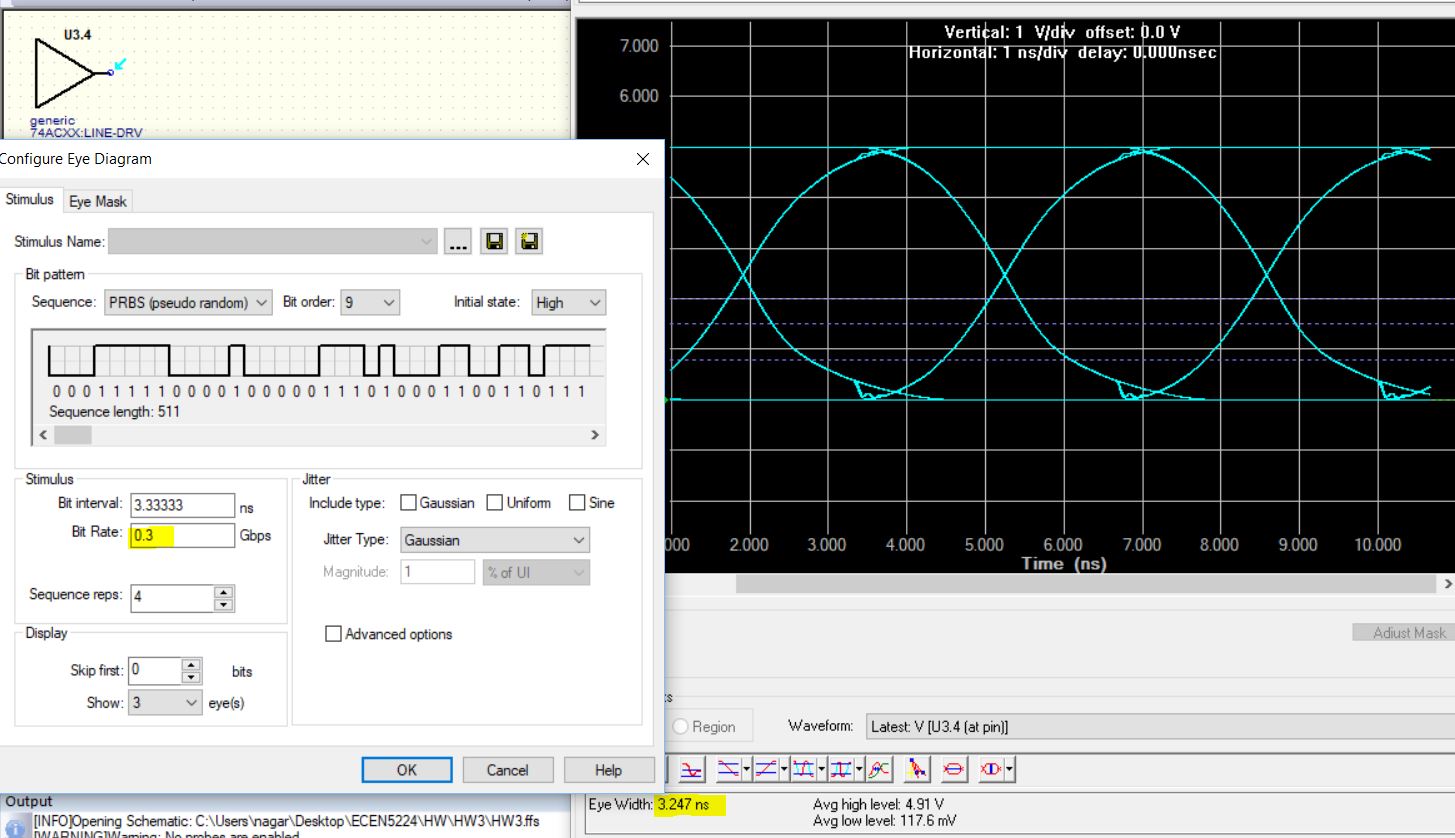 U3.4
generic
74ACXX:LINE-DRV
Configure Eye Diagram
Stimulus
Eye Mask
Stimulus Name:
...
Bit pattern
Sequence: PRBS (pseudo random) Bit order: 9 Initial state: High
0 0 0 1 1 1 1 1 0 0 0 0 1 0 0 0 0 0 1 1 1 0 1 0 0 0 1 1 0 0 1 1 0 1 1 1
Sequence length: 511
Stimulus
Bit interval: 3.33333 ns
Bit Rate: 0.3 Gbps
Sequence reps: 4
Display
Skip first: 0 bits
Show: 3 eye(s)
Jitter
Include type: Gaussian Uniform Sine
Jitter Type: Gaussian
Magnitude: 1 % of UI
Advanced options
OK Cancel Help
Output
[INFO]Opening Schematic: C:\Users\nagar\Desktop\ECEN5224\HW\HW3\HW3.ffs
[WARNING]Warning: No probes are enabled
Vertical: 1 V/div offset: 0.0 V
Horizontal: 1 ns/div delay: 0.000nsec
7.000
6.000
000 2.000 3.000 4.000 5.000 6.000 7.000 8.000 9.000 10.000
Time (ns)
Adjust Mask
Region
Waveform: Latest: V [U3.4 (at pin)]
Eye Width: 3.247 ns
Avg high level: 4.91 V
Avg low level: 117.6 mV